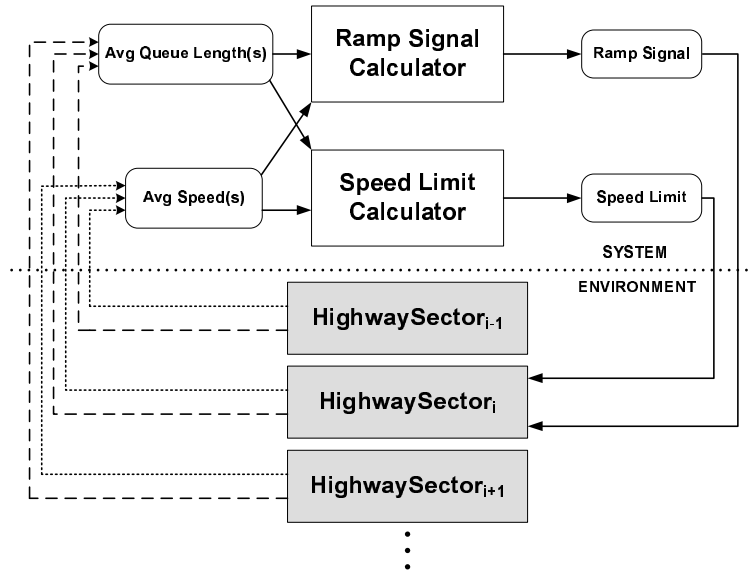 Avg Queue Length(s)
Ramp Signal
Calculator
Ramp Signal
Avg Speed(s)
Speed Limit
Calculator
Speed Limit
SYSTEM
ENVIRONMENT
HighwaySectori-1
HighwaySectori
HighwaySectori+1